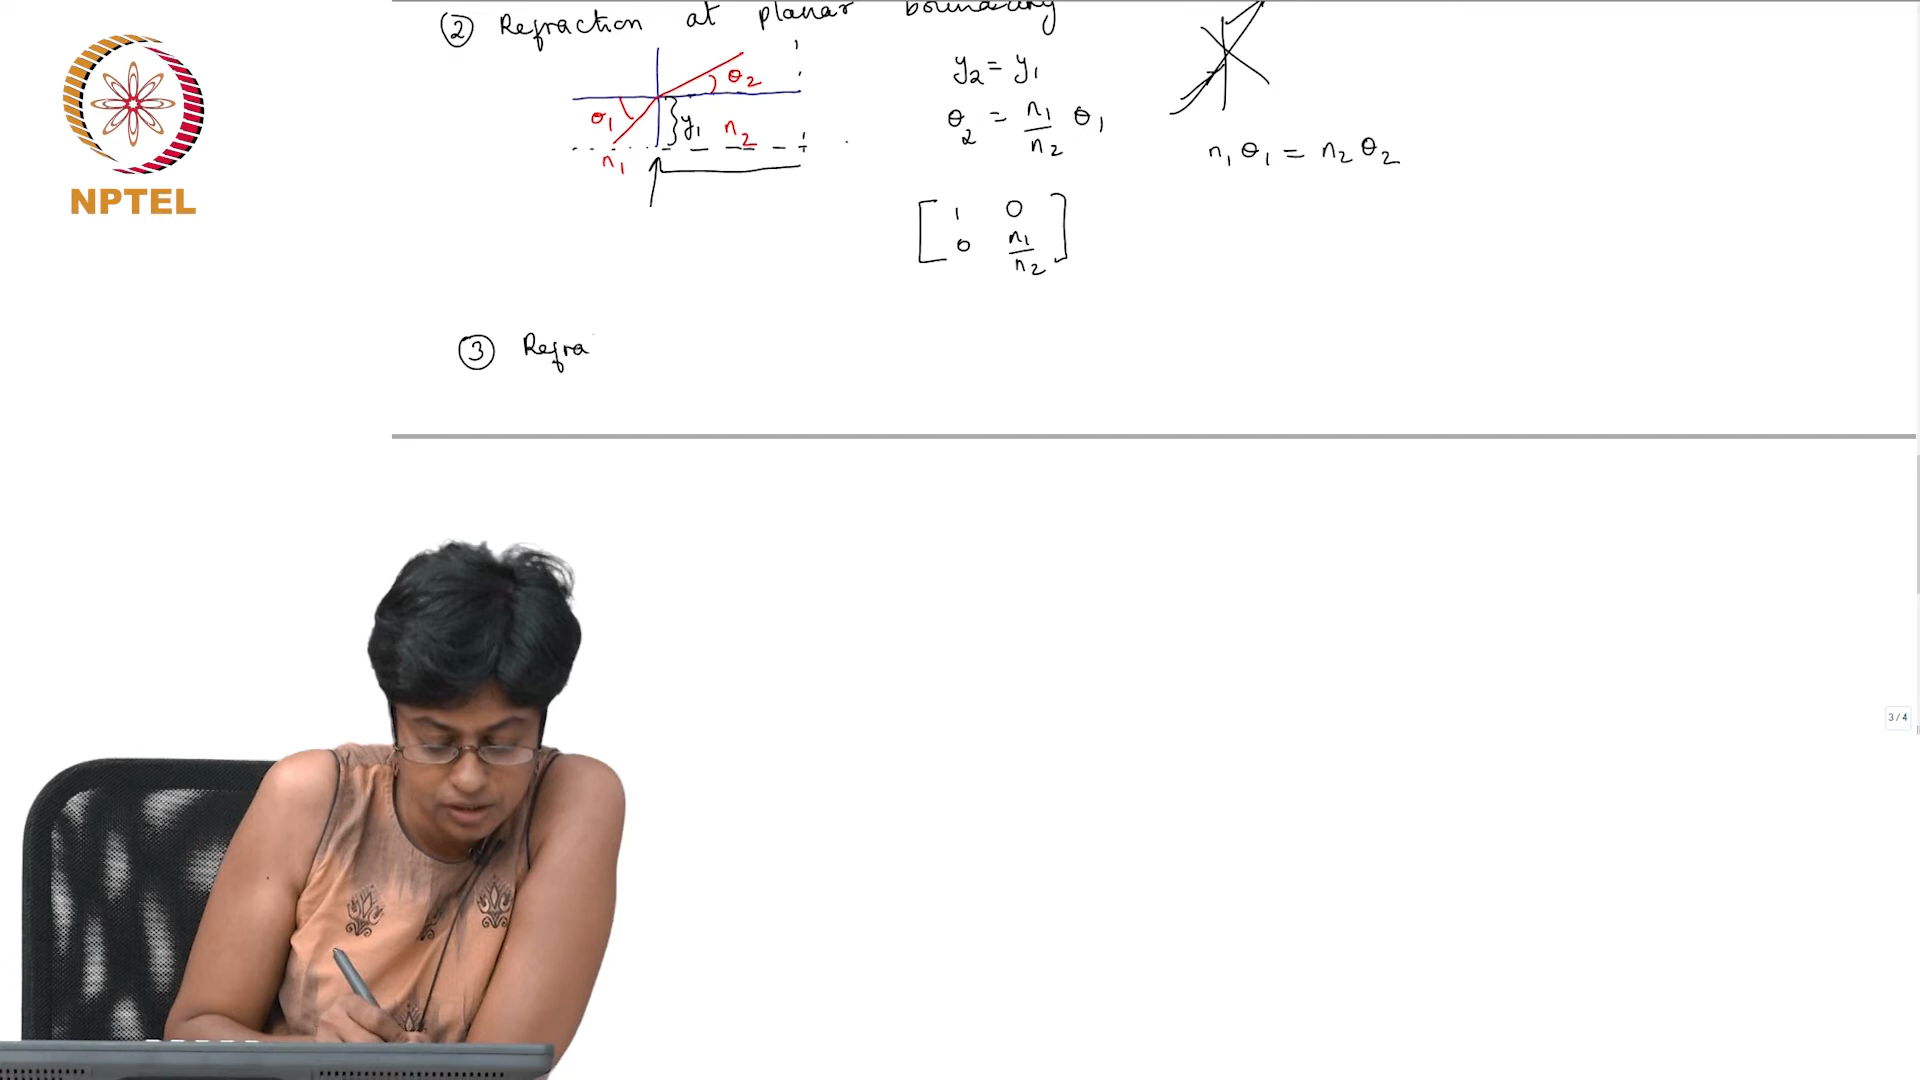 ② Refraction at planar boundary
θ₁
θ₂
y₁
n₂
n₁
y₂ = y₁
θ₂ = n₁/n₂ θ₁
n₁ θ₁ = n₂ θ₂
[ 1 0
0 n₁/n₂ ]
③ Refra
NPTEL
3 / 4